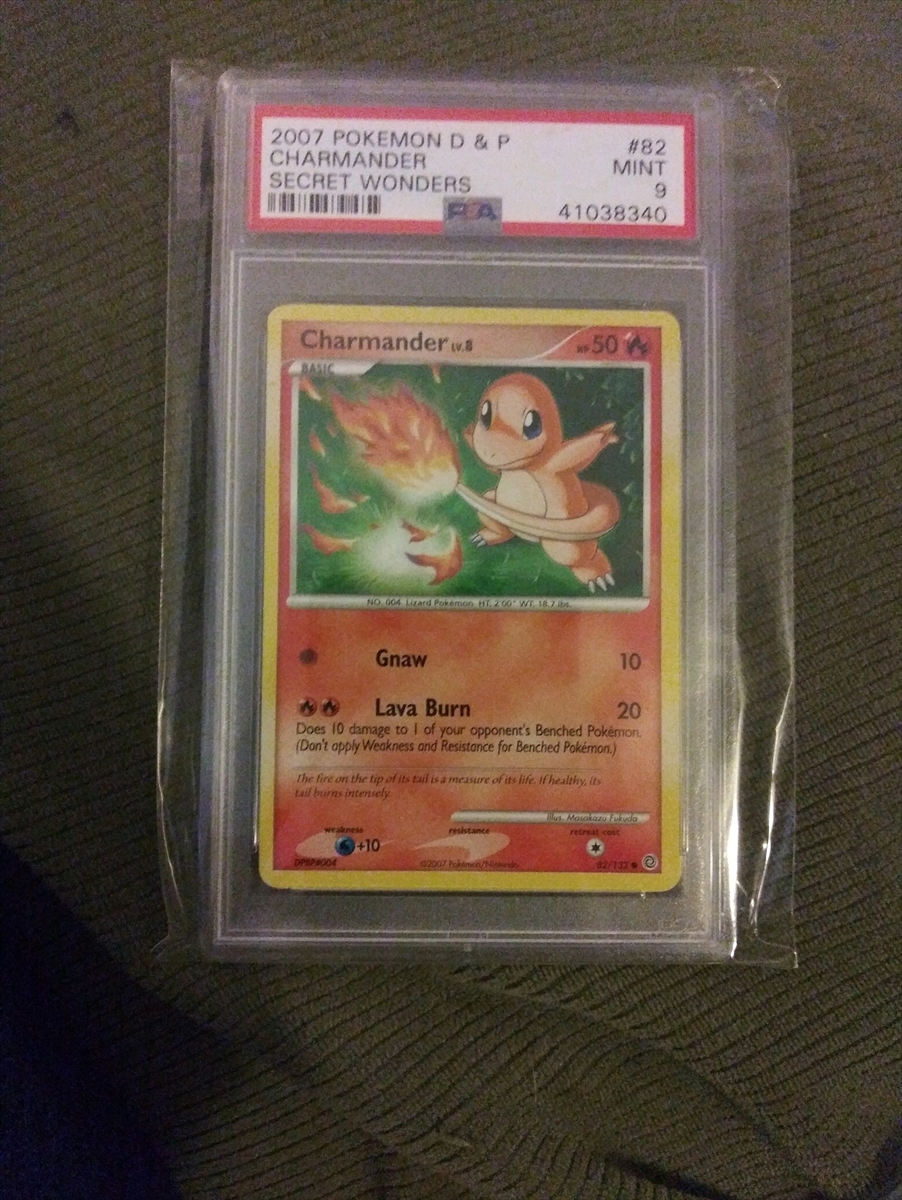 2007 POKEMON D & P #82
CHARMANDER MINT
SECRET WONDERS 9
PSA 41038340
Charmander LV.8 HP 50
BASIC
NO. 004 Lizard Pokémon HT. 2'00" WT. 18.7 lbs.
Gnaw 10
Lava Burn 20
Does 10 damage to 1 of your opponent's Benched Pokémon.
(Don't apply Weakness and Resistance for Benched Pokémon.)
The fire on the tip of its tail is a measure of its life. If healthy, its
tail burns intensely.
Illus. Masakazu Fukuda
weakness resistance retreat cost
+10
DPBP#004 ©2007 Pokémon/Nintendo 82/132